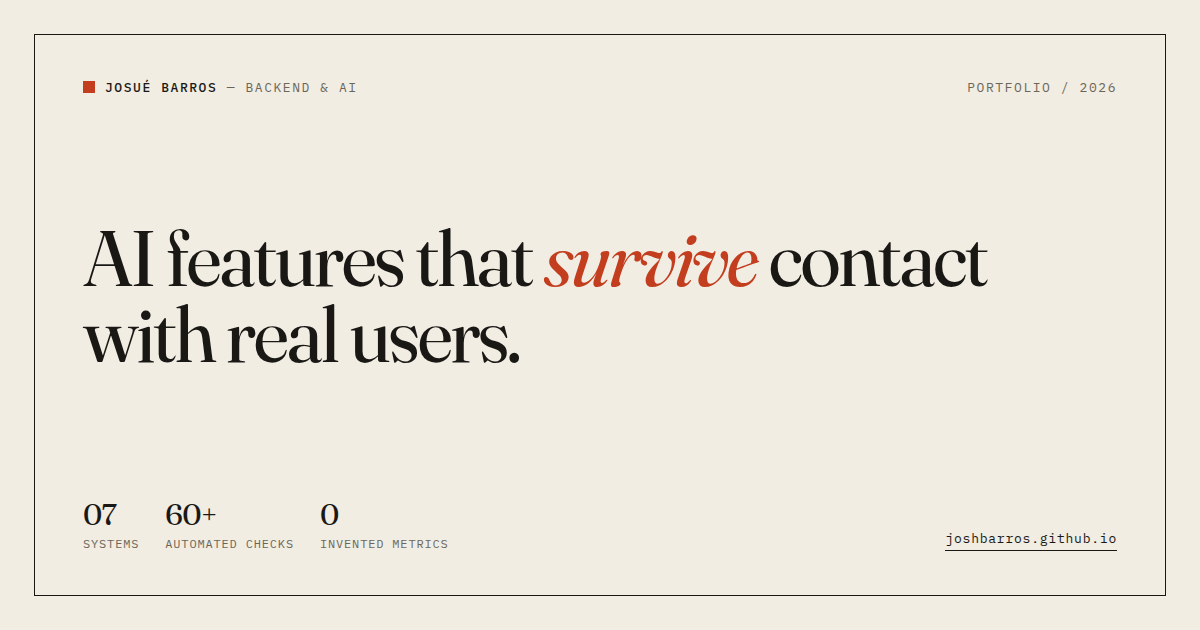 JOSUÉ BARROS — BACKEND & AI
PORTFOLIO / 2026
AI features that survive contact
with real users.
07
SYSTEMS
60+
AUTOMATED CHECKS
0
INVENTED METRICS
joshbarros.github.io